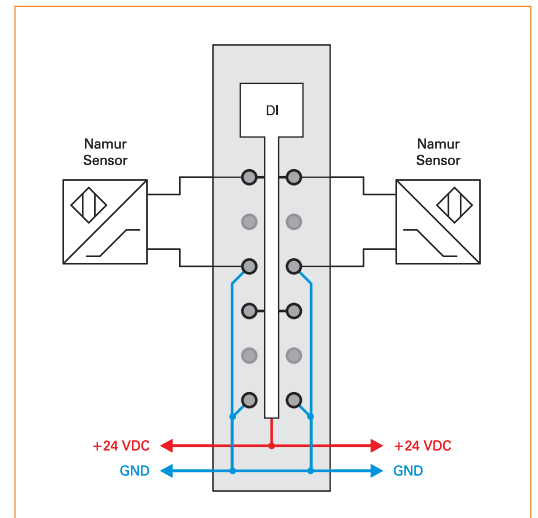 DI
Namur
Sensor
Namur
Sensor
+24 VDC
+24 VDC
GND
GND